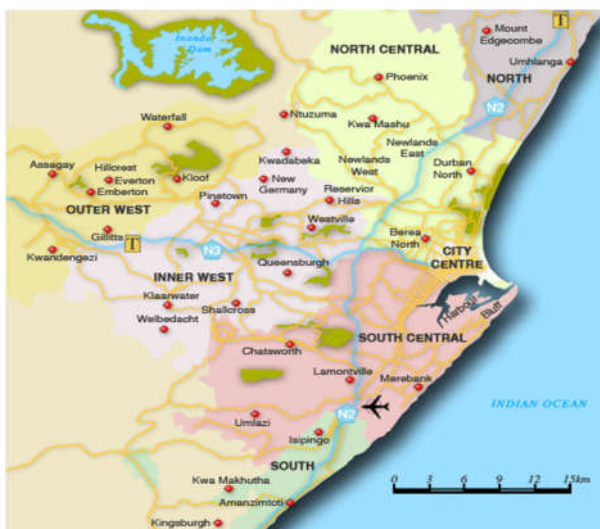 Mount
Edgecombe
T
Inanda
Dam
NORTH CENTRAL
Umhlanga
Phoenix
NORTH
N2
Waterfall
Ntuzuma
Kwa Mashu
Newlands
East
Kwadabeka
Newlands
West
Durban
North
Assagay
Hillcrest
Everton
Emberton
Kloof
New
Germany
Reservior
Hills
Pinetown
OUTER WEST
Westville
Gillitts
T
N3
Berea
North
CITY
CENTRE
Kwandengezi
INNER WEST
Queensburgh
Klaarwater
Shallcross
Welbedacht
Harbour
Bluff
SOUTH CENTRAL
Chatsworth
Lamontville
Merebank
INDIAN OCEAN
N2
Umlazi
Isipingo
SOUTH
Kwa Makhutha
Amanzimtoti
Kingsburgh
0 3 6 9 12 15km